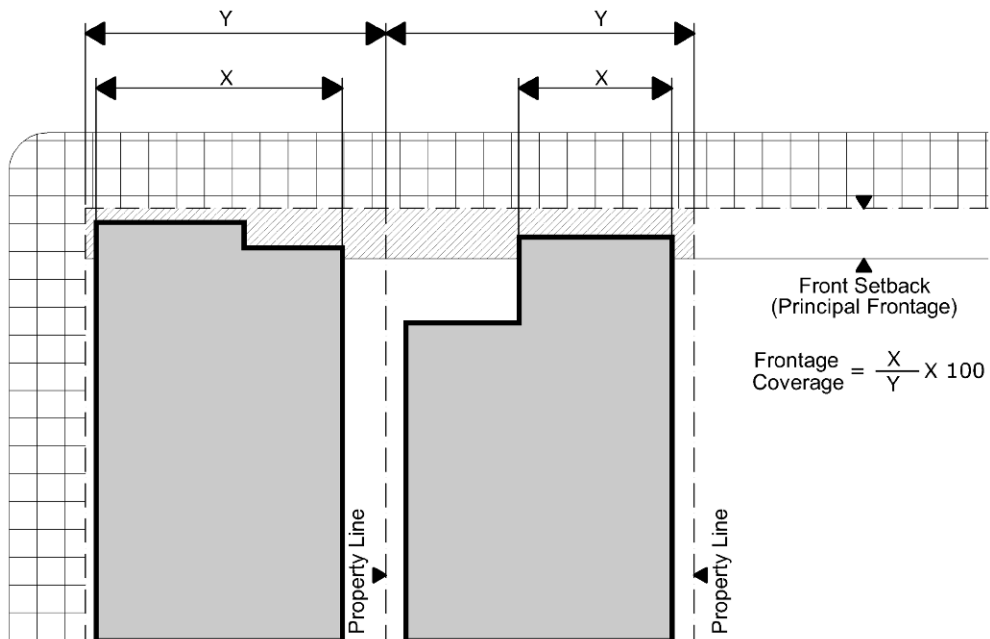 Y
Y
X
X
Front Setback
(Principal Frontage)
Frontage
Coverage = X
Y X 100
Property Line
Property Line